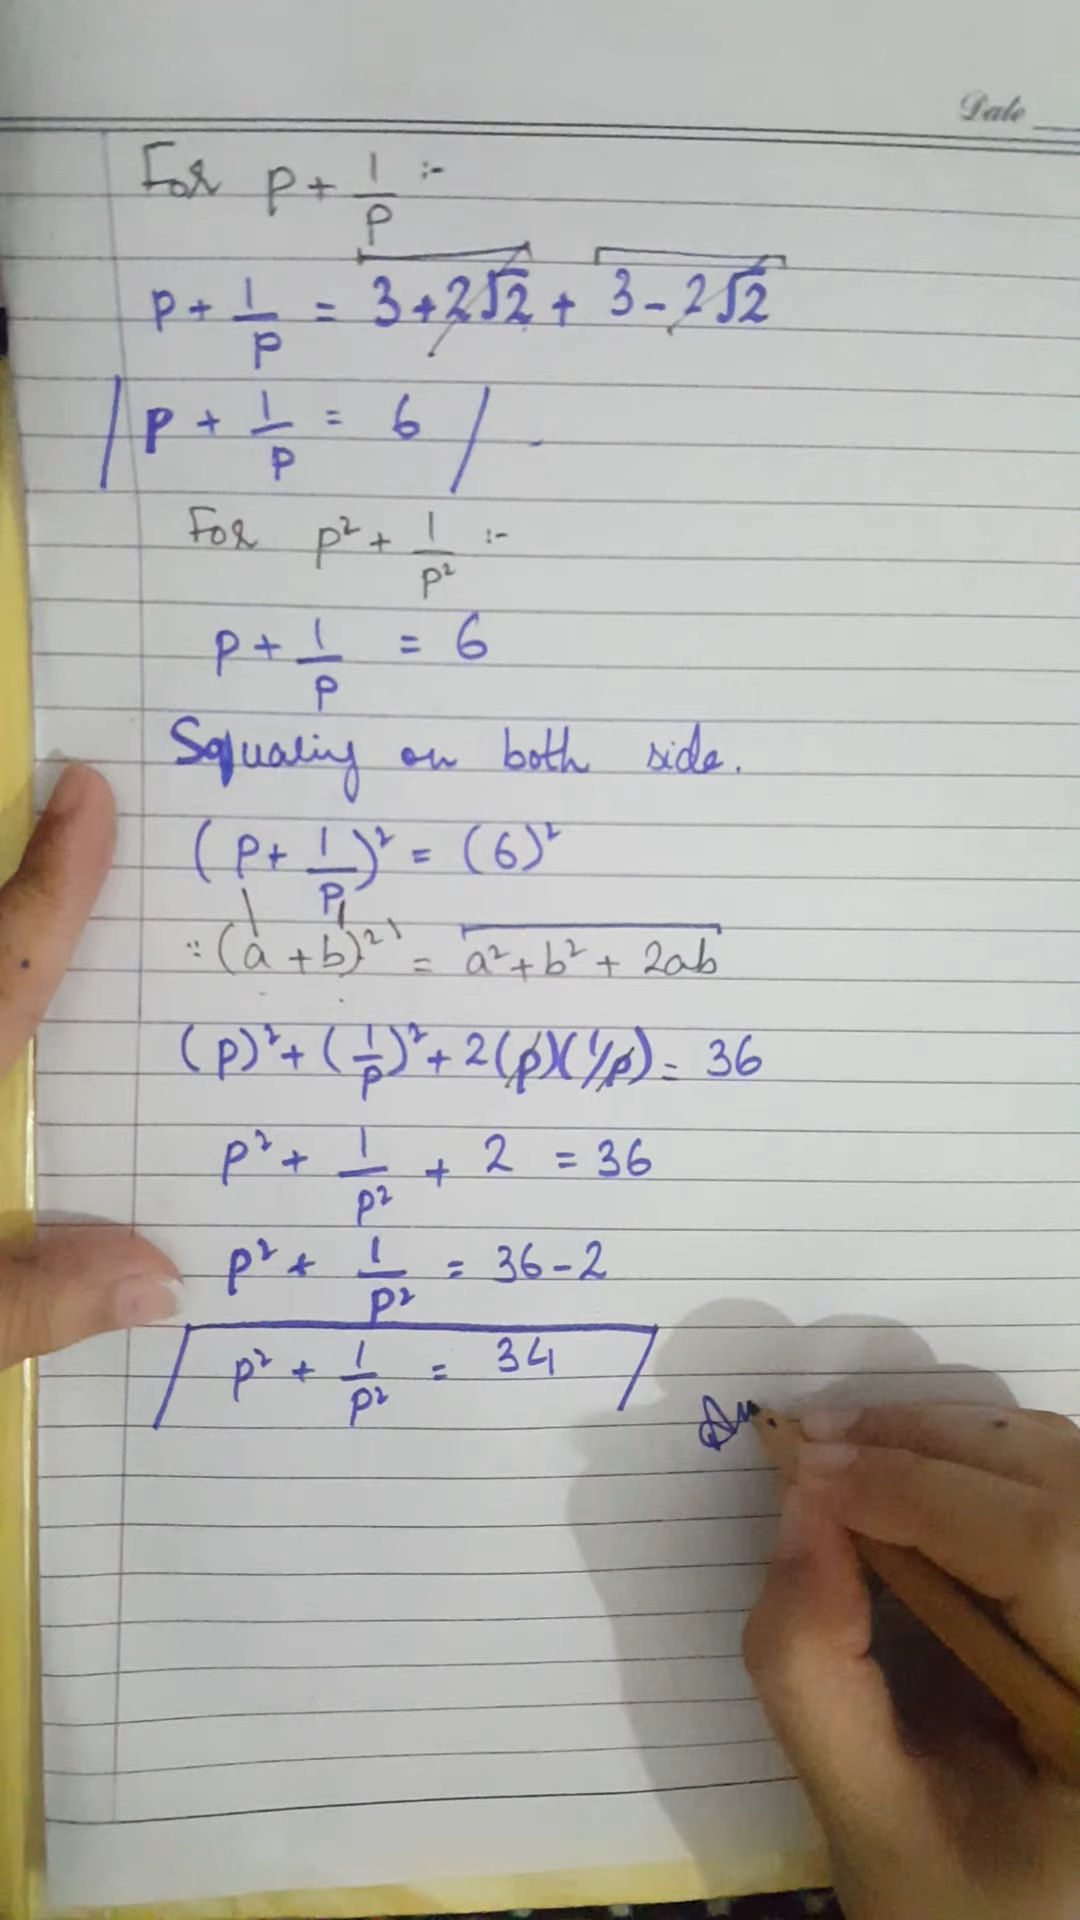 Date
For p + 1/p :-
p + 1/p = 3 + 2√2 + 3 - 2√2
p + 1/p = 6
For p² + 1/p² :-
p + 1/p = 6
Squaring on both side.
(p + 1/p)² = (6)²
∵ (a + b)² = a² + b² + 2ab
(p)² + (1/p)² + 2(p)(1/p) = 36
p² + 1/p² + 2 = 36
p² + 1/p² = 36 - 2
p² + 1/p² = 34